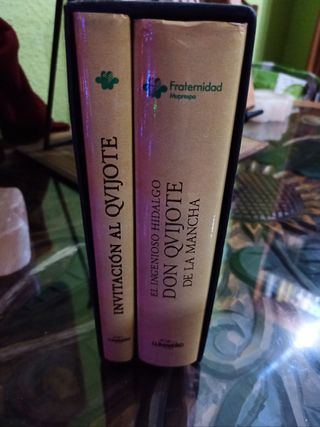 INVITACIÓN AL QVIJOTE
Fraternidad
Muprespa
EL INGENIOSO HIDALGO
DON QVIJOTE
DE LA MANCHA